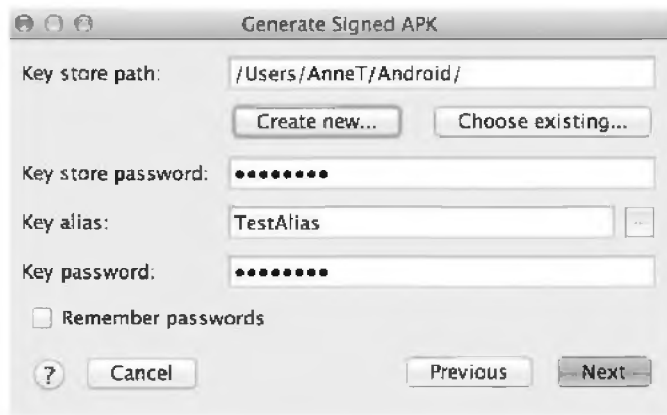 Generate Signed APK
Key store path: /Users/AnneT/Android/
Create new... Choose existing...
Key store password: ••••••••
Key alias: TestAlias ...
Key password: ••••••••
Remember passwords
? Cancel Previous Next